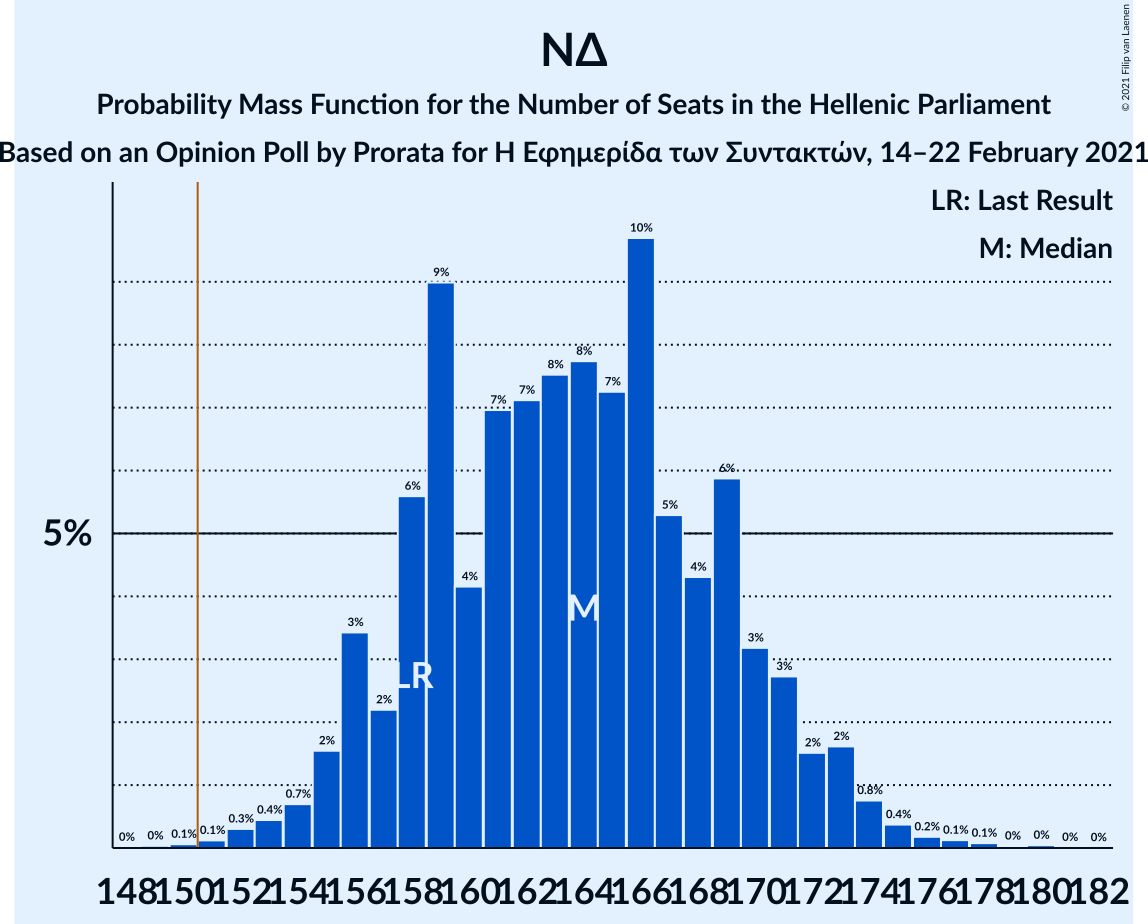 © 2021 Filip van Laenen
ΝΔ
Probability Mass Function for the Number of Seats in the Hellenic Parliament
Based on an Opinion Poll by Prorata for Η Εφημερίδα των Συντακτών, 14–22 February 2021
LR: Last Result
M: Median
10%
9%
8%
8%
7%
7%
7%
6%
6%
5%
5%
4%
4%
M
3%
3%
3%
LR
2%
2%
2%
2%
0.8%
0.7%
0.4%
0.4%
0.3%
0.2%
0% 0% 0.1% 0.1% 0.1% 0.1% 0% 0% 0% 0%
148 150 152 154 156 158 160 162 164 166 168 170 172 174 176 178 180 182